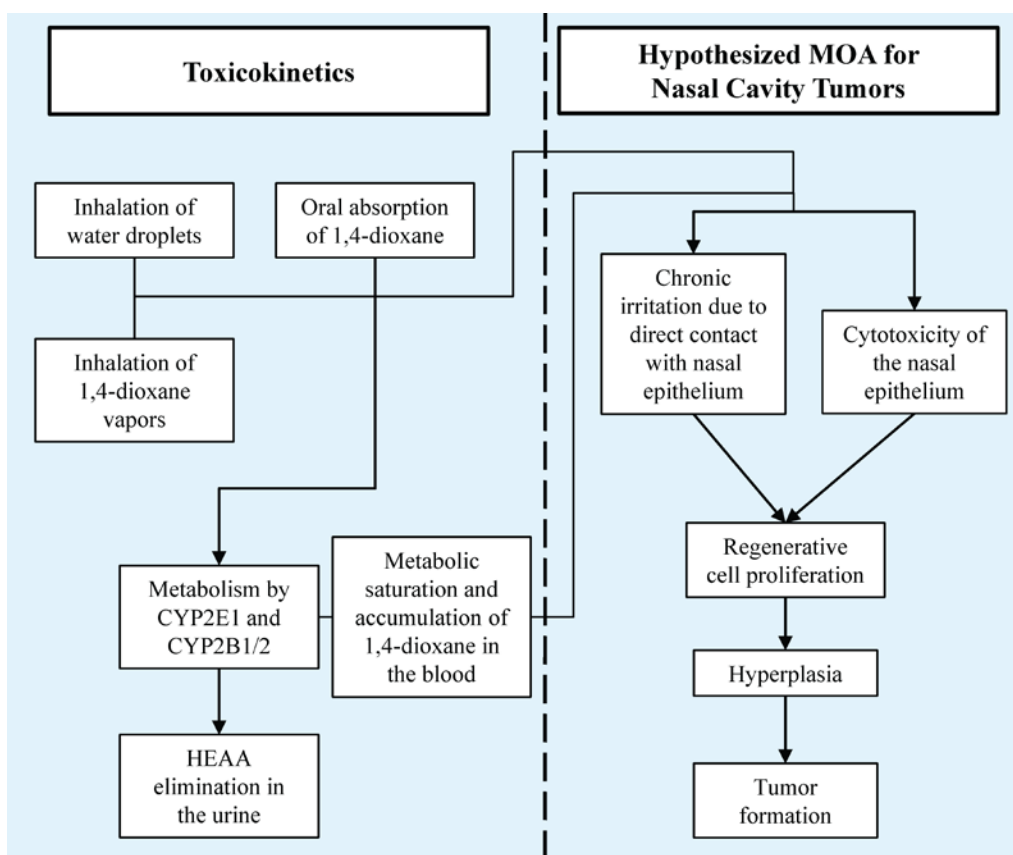 Toxicokinetics
Hypothesized MOA for
Nasal Cavity Tumors
Inhalation of
water droplets
Oral absorption
of 1,4-dioxane
Inhalation of
1,4-dioxane
vapors
Metabolism by
CYP2E1 and
CYP2B1/2
Metabolic
saturation and
accumulation of
1,4-dioxane in
the blood
HEAA
elimination in
the urine
Chronic
irritation due to
direct contact
with nasal
epithelium
Cytotoxicity of
the nasal
epithelium
Regenerative
cell proliferation
Hyperplasia
Tumor
formation